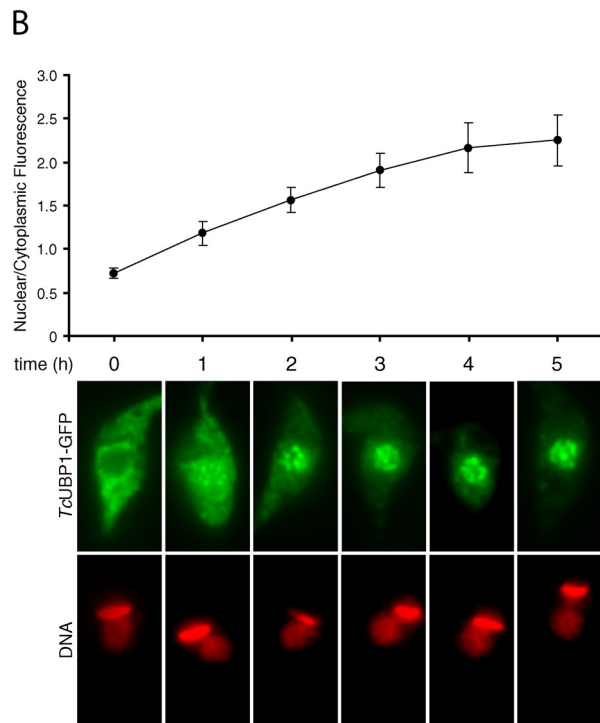 B
Nuclear/Cytoplasmic Fluorescence
3.0
2.5
2.0
1.5
1.0
0.5
0
time (h) 0 1 2 3 4 5
TcUBP1-GFP
DNA